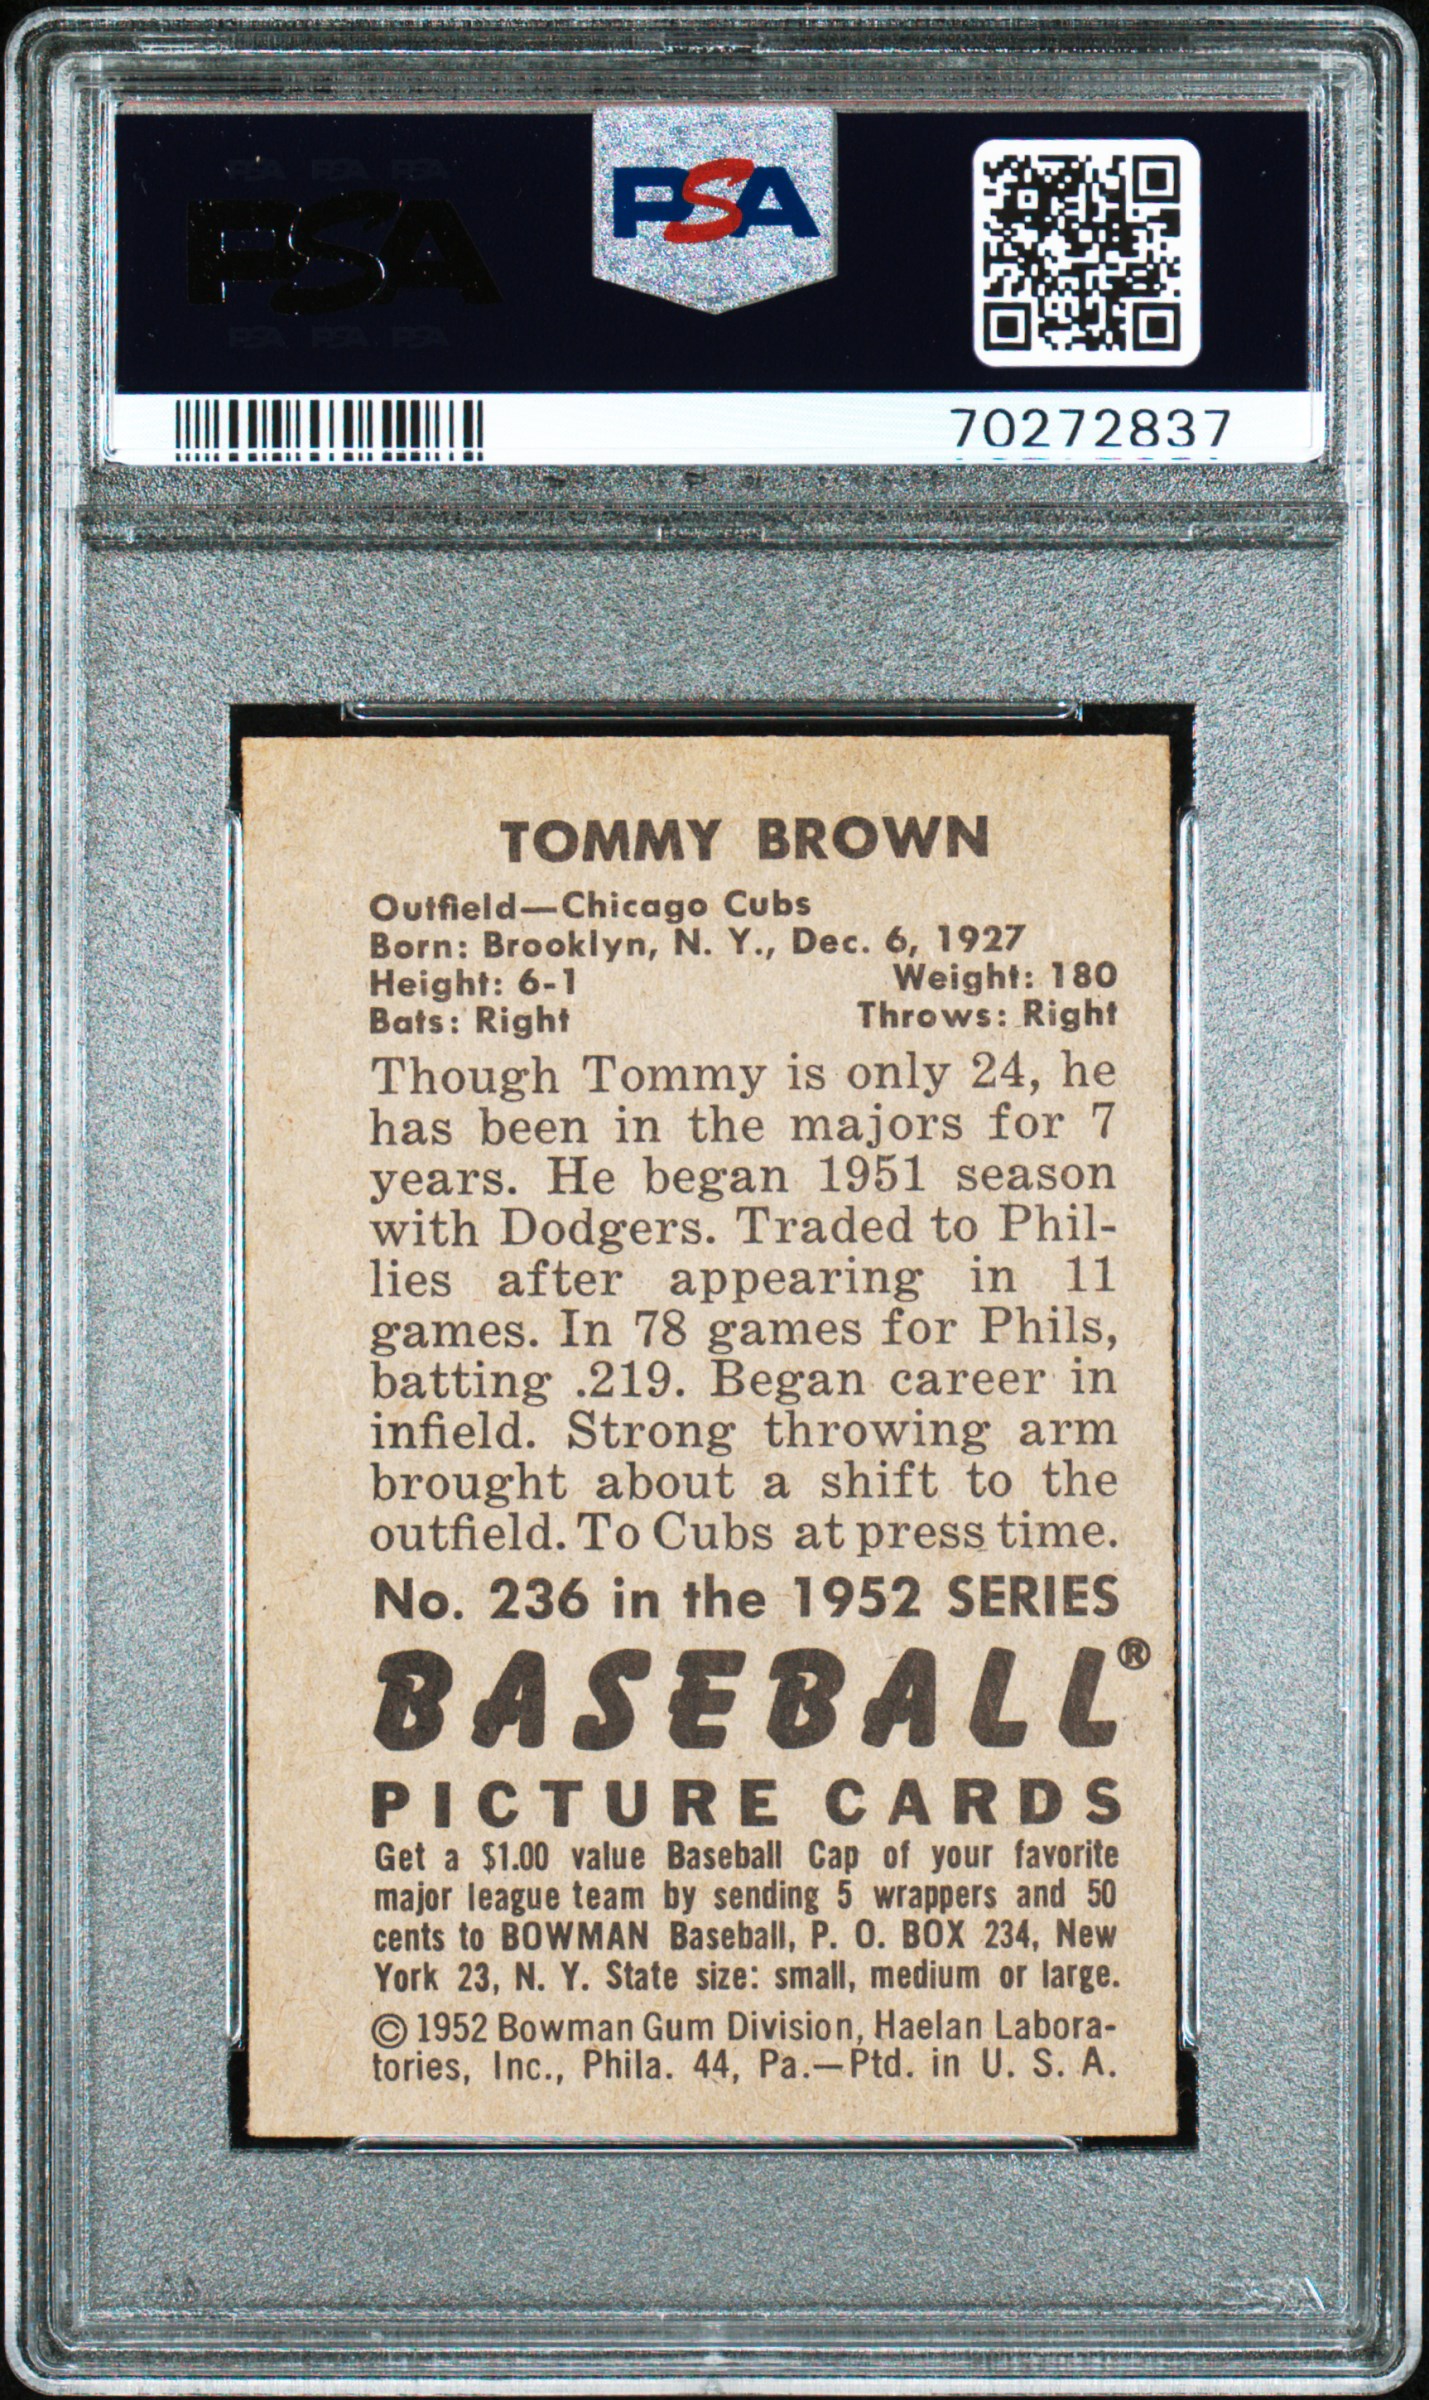 PSA PSA PSA
PSA
PSA PSA PSA
PSA
70272837
TOMMY BROWN
Outfield—Chicago Cubs
Born: Brooklyn, N. Y., Dec. 6, 1927
Height: 6-1 Weight: 180
Bats: Right Throws: Right
Though Tommy is only 24, he
has been in the majors for 7
years. He began 1951 season
with Dodgers. Traded to Phil-
lies after appearing in 11
games. In 78 games for Phils,
batting .219. Began career in
infield. Strong throwing arm
brought about a shift to the
outfield. To Cubs at press time.
No. 236 in the 1952 SERIES
BASEBALL®
PICTURE CARDS
Get a $1.00 value Baseball Cap of your favorite
major league team by sending 5 wrappers and 50
cents to BOWMAN Baseball, P. O. BOX 234, New
York 23, N. Y. State size: small, medium or large.
© 1952 Bowman Gum Division, Haelan Labora-
tories, Inc., Phila. 44, Pa.—Ptd. in U. S. A.